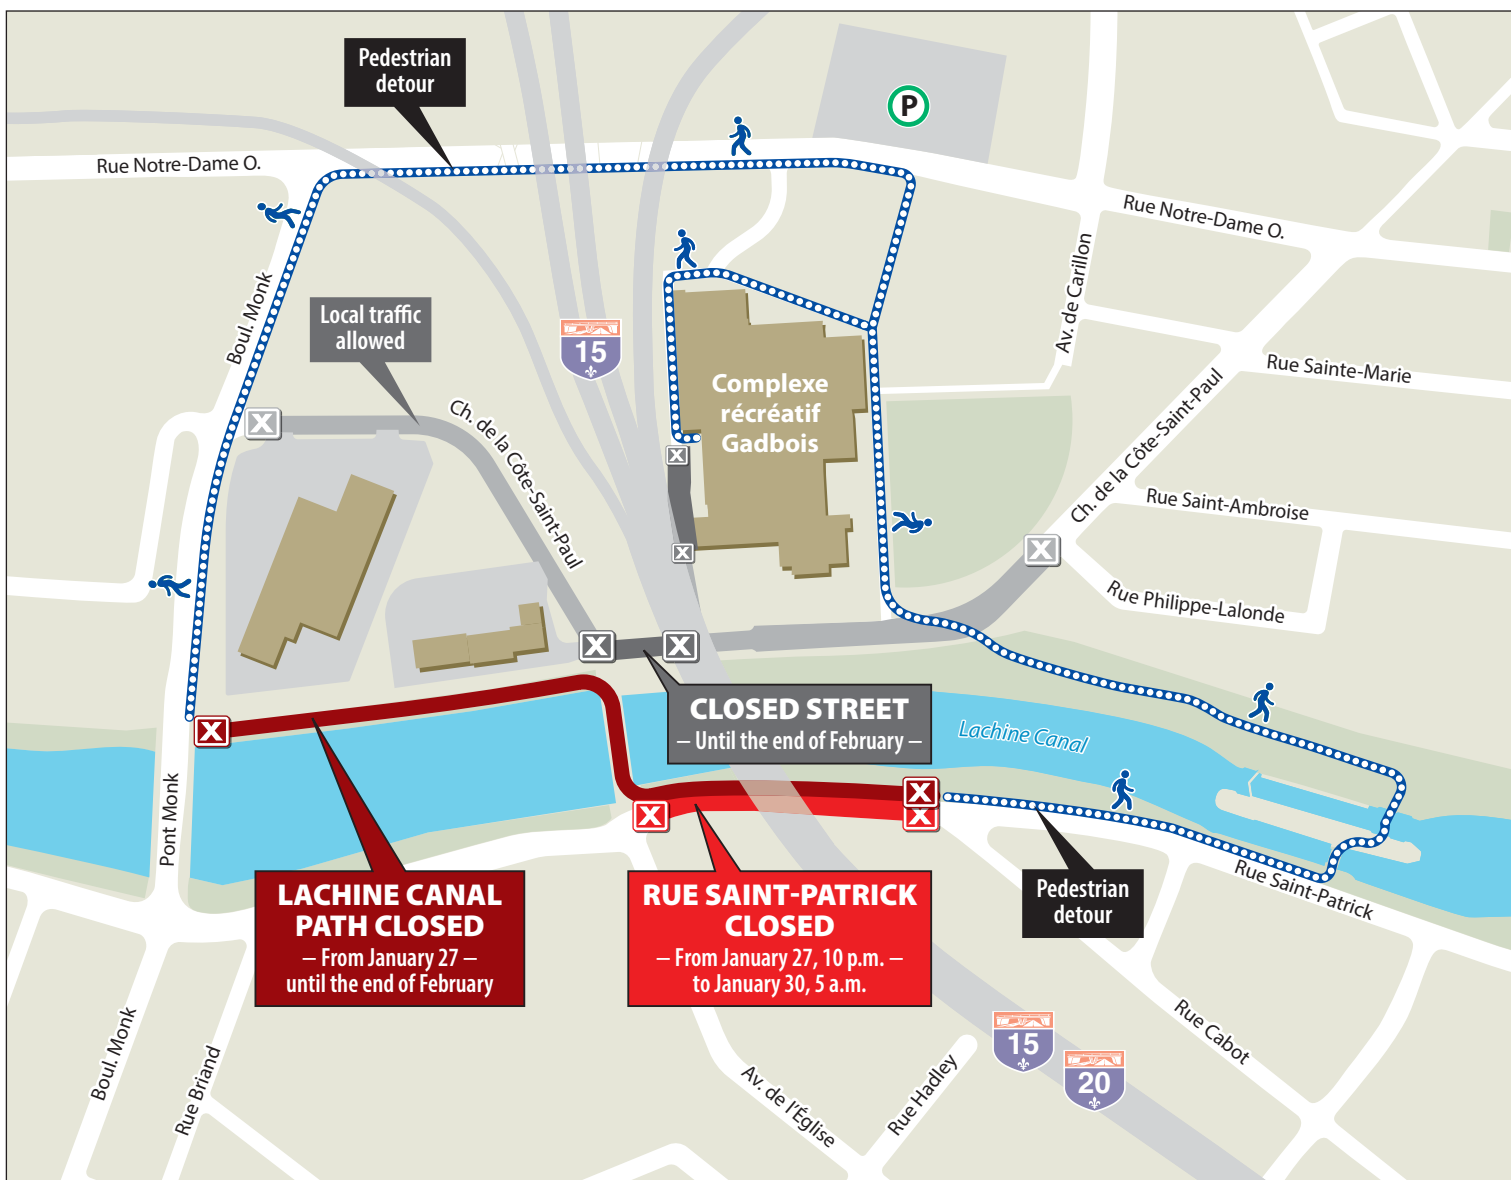 Pedestrian
detour
P
Rue Notre-Dame O.
Rue Notre-Dame O.
Boul. Monk
Local traffic
allowed
15
Av. de Carillon
Complexe
récréatif
Gadbois
Rue Sainte-Marie
Ch. de la Côte-Saint-Paul
Ch. de la Côte-Saint-Paul
X
X
Rue Saint-Ambroise
X
X
Rue Philippe-Lalonde
X
X
CLOSED STREET
– Until the end of February –
X
Lachine Canal
Pont Monk
X
X
X
LACHINE CANAL
PATH CLOSED
– From January 27 –
until the end of February
RUE SAINT-PATRICK
CLOSED
– From January 27, 10 p.m. –
to January 30, 5 a.m.
Pedestrian
detour
Rue Saint-Patrick
Boul. Monk
Rue Briand
Av. de l'Église
Rue Hadley
15
20
Rue Cabot